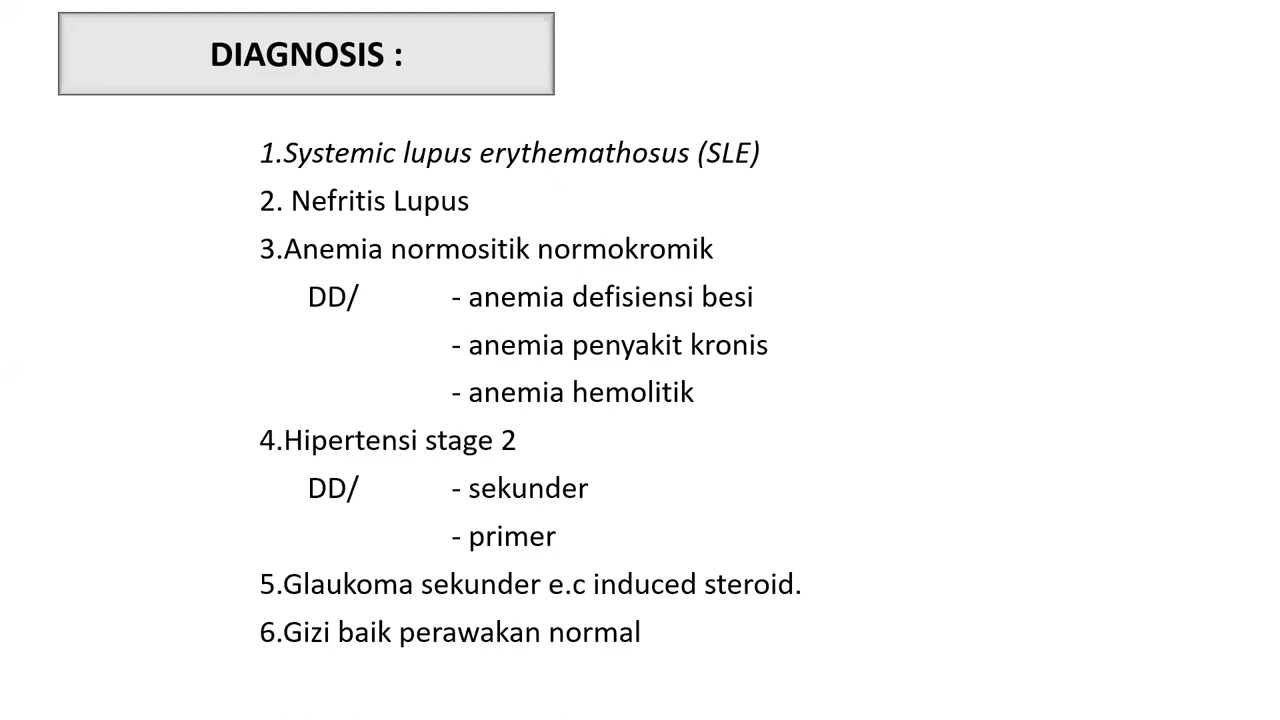 DIAGNOSIS :
1.Systemic lupus erythemathosus (SLE)
2. Nefritis Lupus
3.Anemia normositik normokromik
DD/ - anemia defisiensi besi
- anemia penyakit kronis
- anemia hemolitik
4.Hipertensi stage 2
DD/ - sekunder
- primer
5.Glaukoma sekunder e.c induced steroid.
6.Gizi baik perawakan normal